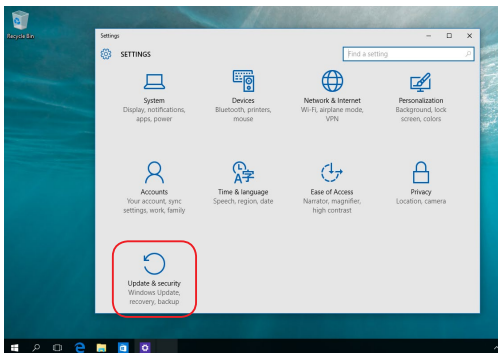 Recycle Bin
Settings
SETTINGS
Find a setting
System
Display, notifications,
apps, power
Devices
Bluetooth, printers,
mouse
Network & Internet
Wi-Fi, airplane mode,
VPN
Personalization
Background, lock
screen, colors
Accounts
Your account, sync
settings, work, family
Time & language
Speech, region, date
Ease of Access
Narrator, magnifier,
high contrast
Privacy
Location, camera
Update & security
Windows Update,
recovery, backup